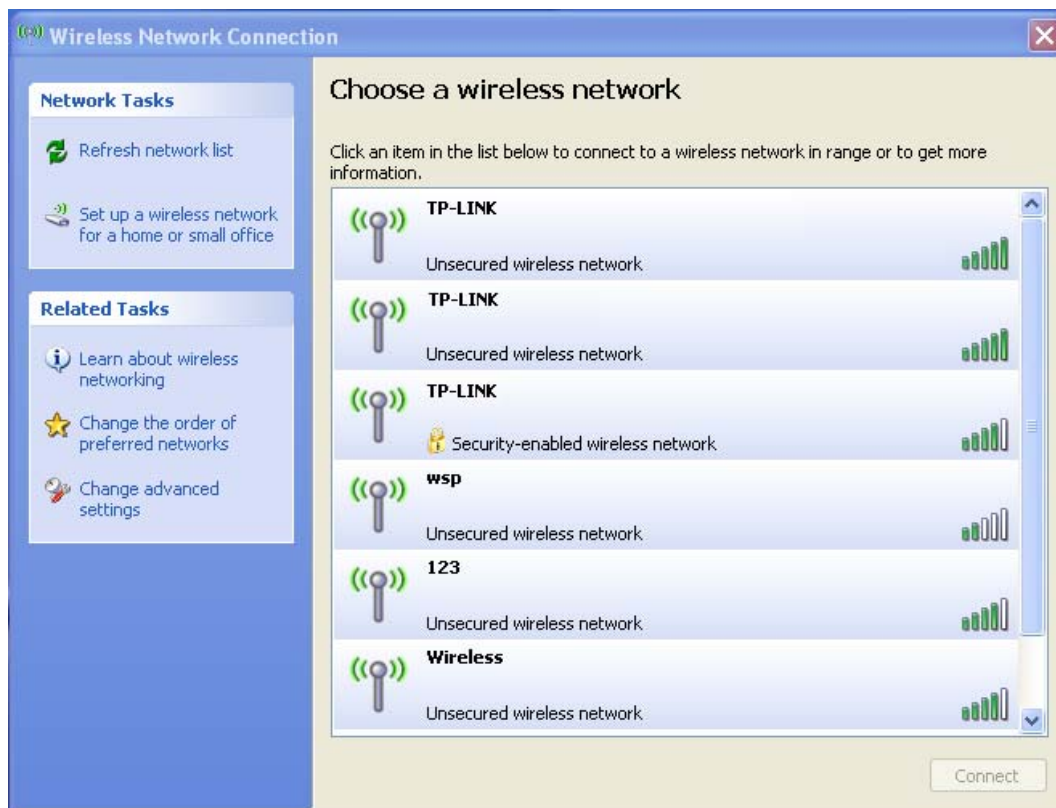 Wireless Network Connection
Network Tasks
Refresh network list
Set up a wireless network
for a home or small office
Related Tasks
Learn about wireless
networking
Change the order of
preferred networks
Change advanced
settings
Choose a wireless network
Click an item in the list below to connect to a wireless network in range or to get more
information.
TP-LINK
Unsecured wireless network
TP-LINK
Unsecured wireless network
TP-LINK
Security-enabled wireless network
wsp
Unsecured wireless network
123
Unsecured wireless network
Wireless
Unsecured wireless network
Connect